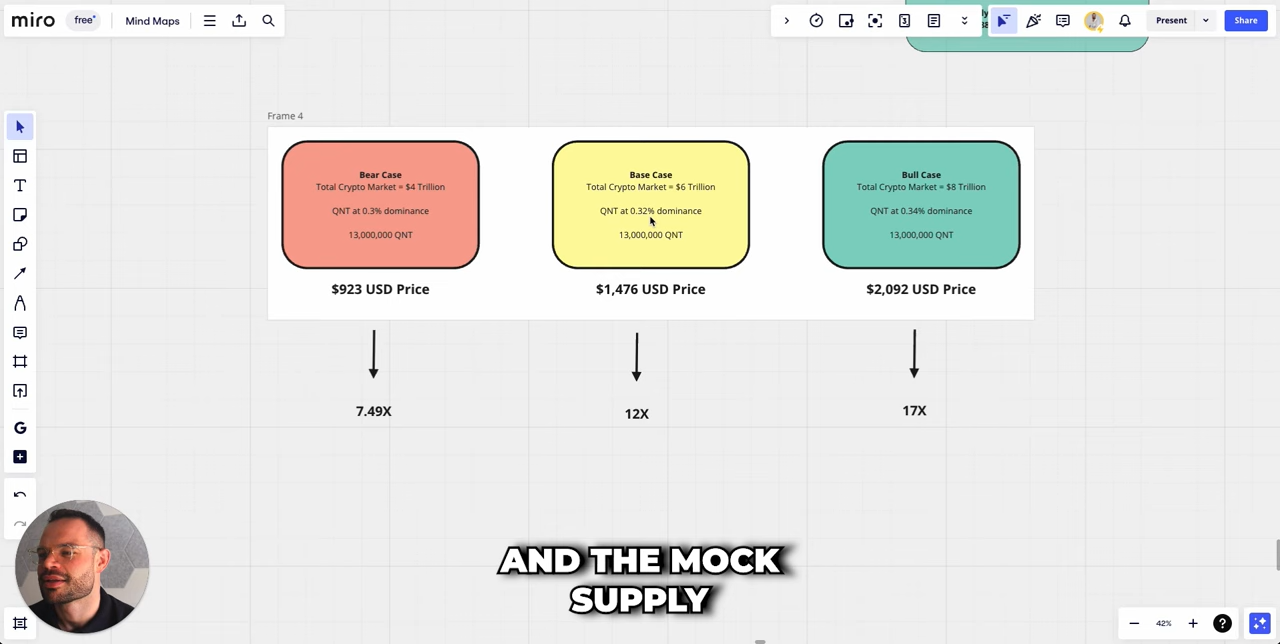 miro free Mind Maps
3
Present
Share
Frame 4
Bear Case
Total Crypto Market = $4 Trillion
QNT at 0.3% dominance
13,000,000 QNT
$923 USD Price
7.49X
Base Case
Total Crypto Market = $6 Trillion
QNT at 0.32% dominance
13,000,000 QNT
$1,476 USD Price
12X
Bull Case
Total Crypto Market = $8 Trillion
QNT at 0.34% dominance
13,000,000 QNT
$2,092 USD Price
17X
AND THE MOCK
SUPPLY
42%